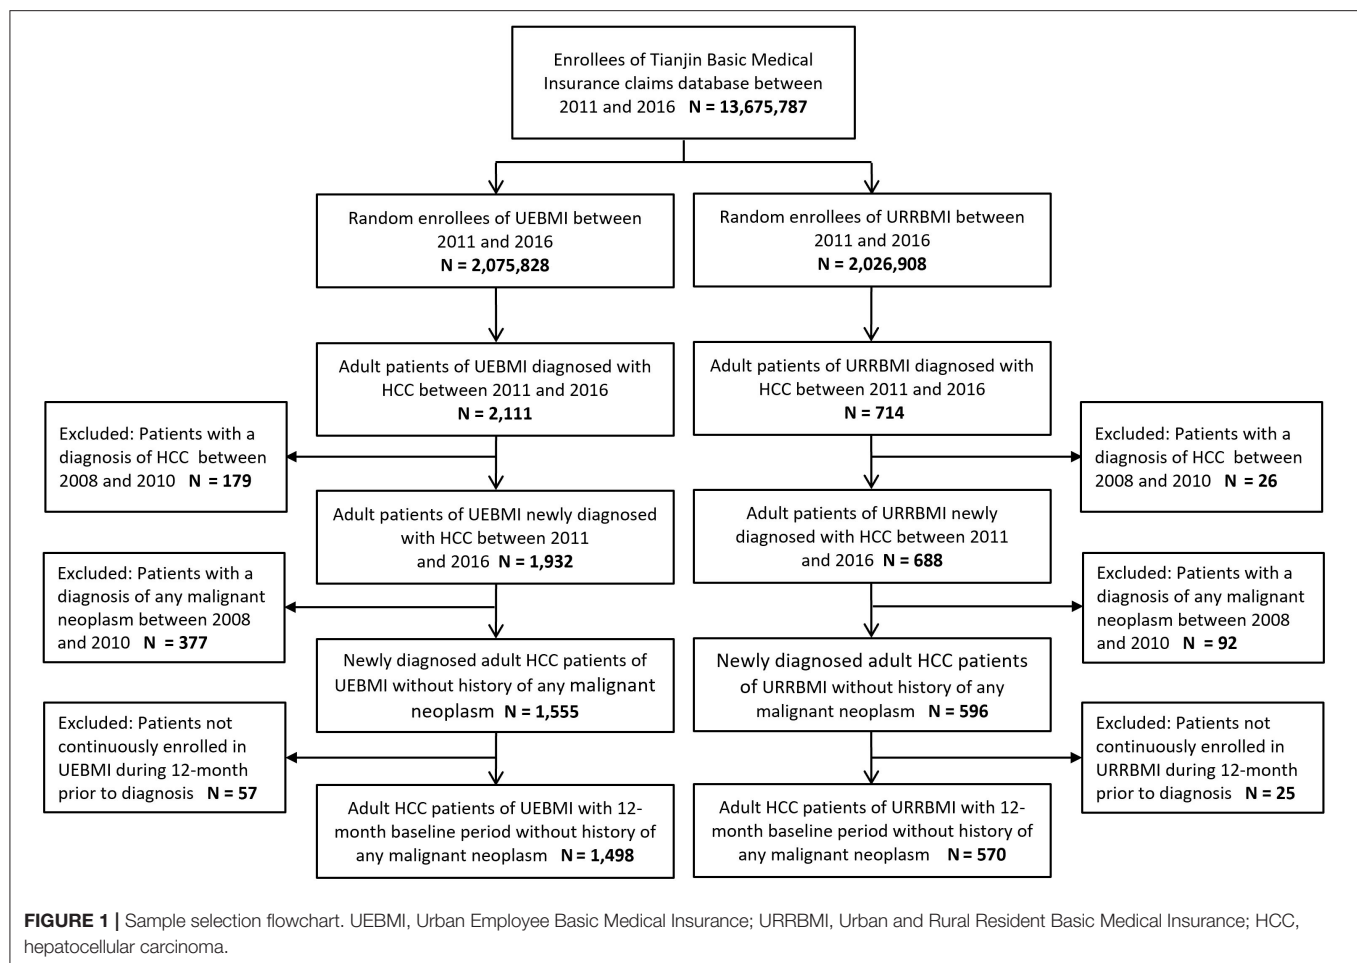 Enrollees of Tianjin Basic Medical
Insurance claims database between
2011 and 2016 N = 13,675,787
Random enrollees of UEBMI between
2011 and 2016
N = 2,075,828
Random enrollees of URRBMI between
2011 and 2016
N = 2,026,908
Adult patients of UEBMI diagnosed with
HCC between 2011 and 2016
N = 2,111
Adult patients of URRBMI diagnosed with
HCC between 2011 and 2016
N = 714
Excluded: Patients with a
diagnosis of HCC between
2008 and 2010 N = 179
Excluded: Patients with a
diagnosis of HCC between
2008 and 2010 N = 26
Adult patients of UEBMI newly diagnosed
with HCC between 2011
and 2016 N = 1,932
Adult patients of URRBMI newly
diagnosed with HCC between 2011
and 2016 N = 688
Excluded: Patients with a
diagnosis of any malignant
neoplasm between 2008
and 2010 N = 377
Excluded: Patients with a
diagnosis of any malignant
neoplasm between 2008
and 2010 N = 92
Newly diagnosed adult HCC patients of
UEBMI without history of any malignant
neoplasm N = 1,555
Newly diagnosed adult HCC patients
of URRBMI without history of any
malignant neoplasm N = 596
Excluded: Patients not
continuously enrolled in
UEBMI during 12-month
prior to diagnosis N = 57
Excluded: Patients not
continuously enrolled in
URRBMI during 12-month
prior to diagnosis N = 25
Adult HCC patients of UEBMI with 12-
month baseline period without history of
any malignant neoplasm N = 1,498
Adult HCC patients of URRBMI with 12-
month baseline period without history of
any malignant neoplasm N = 570
FIGURE 1 | Sample selection flowchart. UEBMI, Urban Employee Basic Medical Insurance; URRBMI, Urban and Rural Resident Basic Medical Insurance; HCC,
hepatocellular carcinoma.